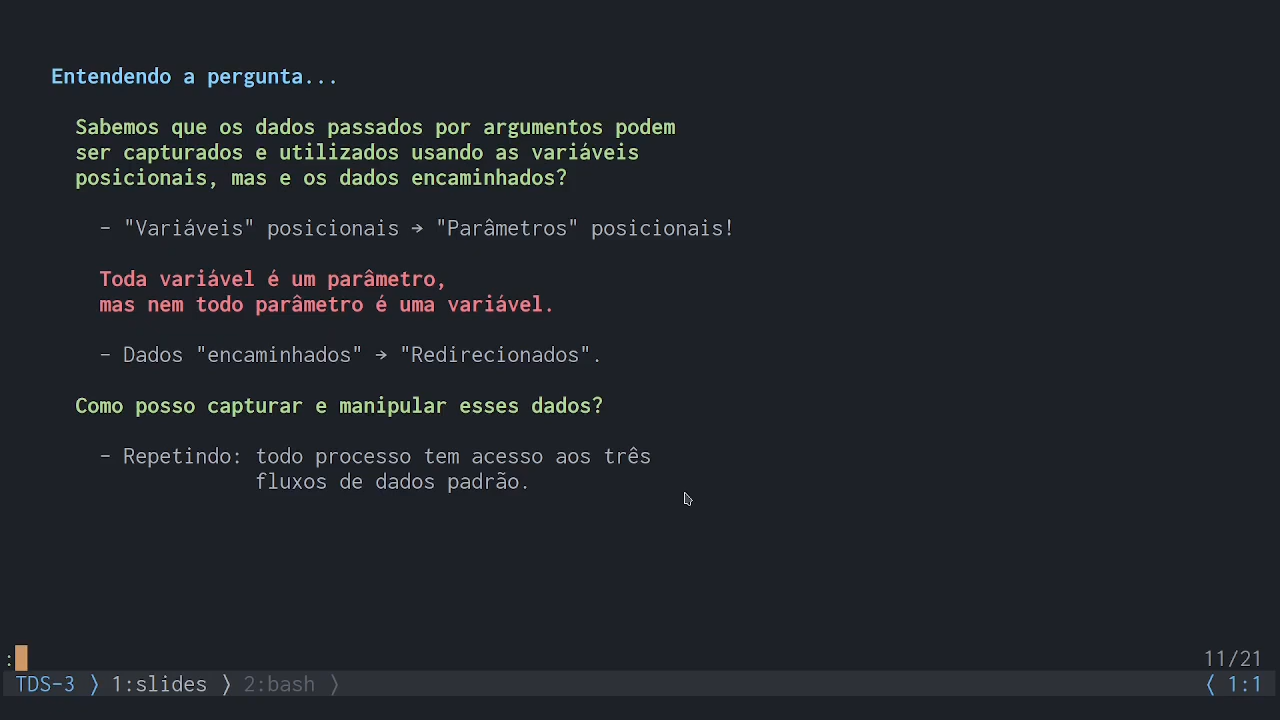 Entendendo a pergunta...
Sabemos que os dados passados por argumentos podem
ser capturados e utilizados usando as variáveis
posicionais, mas e os dados encaminhados?
- "Variáveis" posicionais → "Parâmetros" posicionais!
Toda variável é um parâmetro,
mas nem todo parâmetro é uma variável.
- Dados "encaminhados" → "Redirecionados".
Como posso capturar e manipular esses dados?
- Repetindo: todo processo tem acesso aos três
fluxos de dados padrão.
: 11/21
TDS-3 ⟩ 1:slides ⟩ 2:bash ⟩ ⟨ 1:1